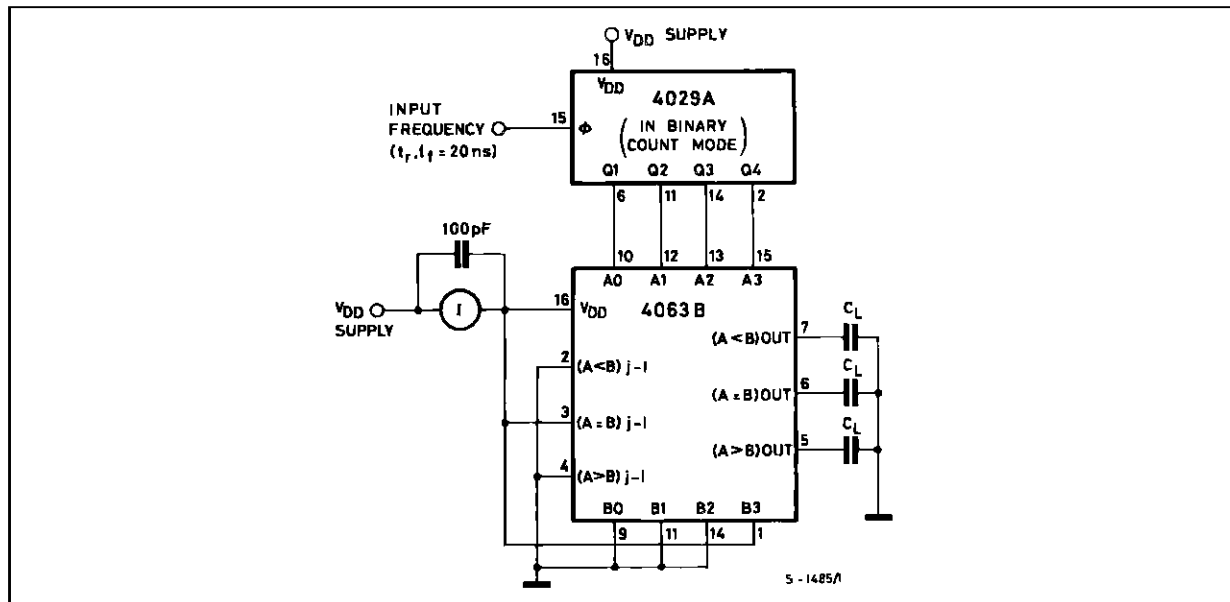 V_DD SUPPLY
16
V_DD
4029A
INPUT
FREQUENCY
(t_r, t_f = 20 ns)
15
Φ
( IN BINARY
COUNT MODE )
Q1 Q2 Q3 Q4
6 11 14 2
100 pF
10 12 13 15
A0 A1 A2 A3
V_DD
SUPPLY
I
16
V_DD
4063B
C_L
(A<B)OUT
7
2
(A<B)j-1
C_L
(A=B)OUT
6
3
(A=B)j-1
C_L
(A>B)OUT
5
4
(A>B)j-1
B0 B1 B2 B3
9 11 14 1
S-1485/1